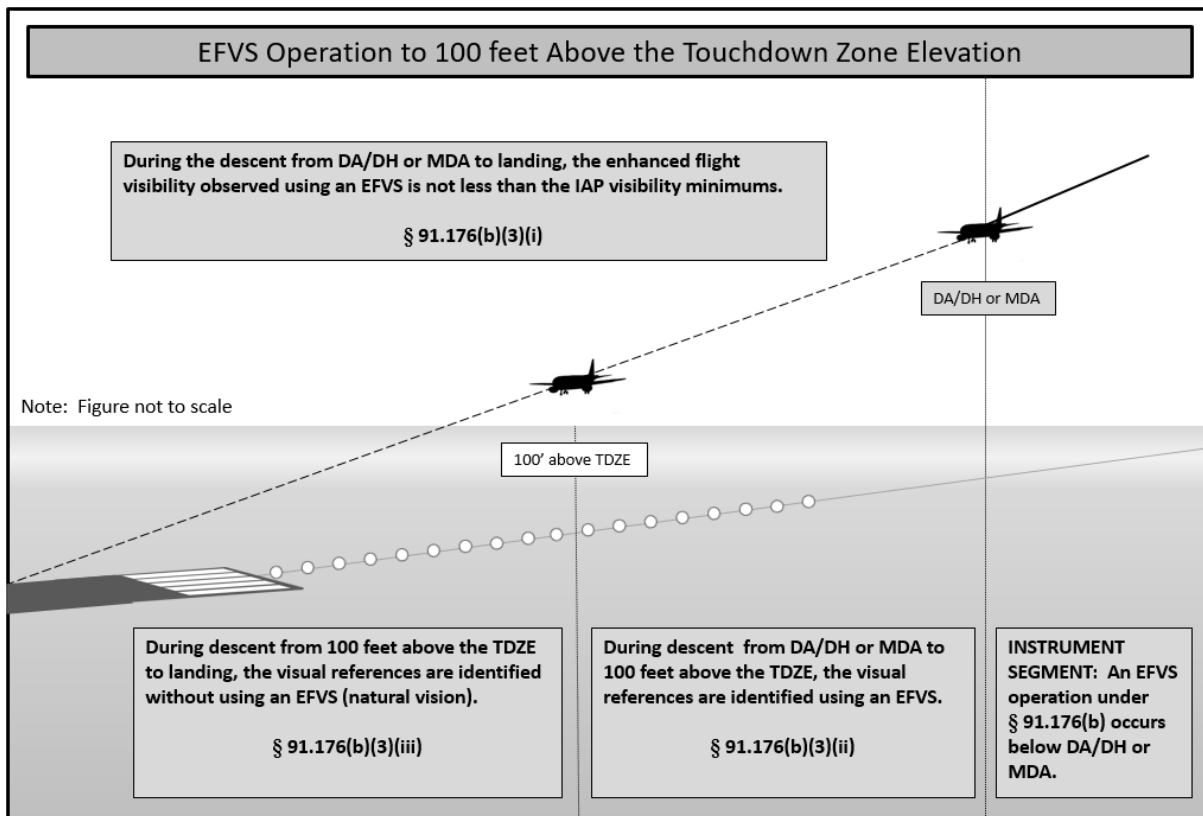 EFVS Operation to 100 feet Above the Touchdown Zone Elevation
During the descent from DA/DH or MDA to landing, the enhanced flight
visibility observed using an EFVS is not less than the IAP visibility minimums.
§ 91.176(b)(3)(i)
DA/DH or MDA
Note: Figure not to scale
100' above TDZE
During descent from 100 feet above the TDZE
to landing, the visual references are identified
without using an EFVS (natural vision).
§ 91.176(b)(3)(iii)
During descent from DA/DH or MDA to
100 feet above the TDZE, the visual
references are identified using an EFVS.
§ 91.176(b)(3)(ii)
INSTRUMENT
SEGMENT: An EFVS
operation under
§ 91.176(b) occurs
below DA/DH or
MDA.